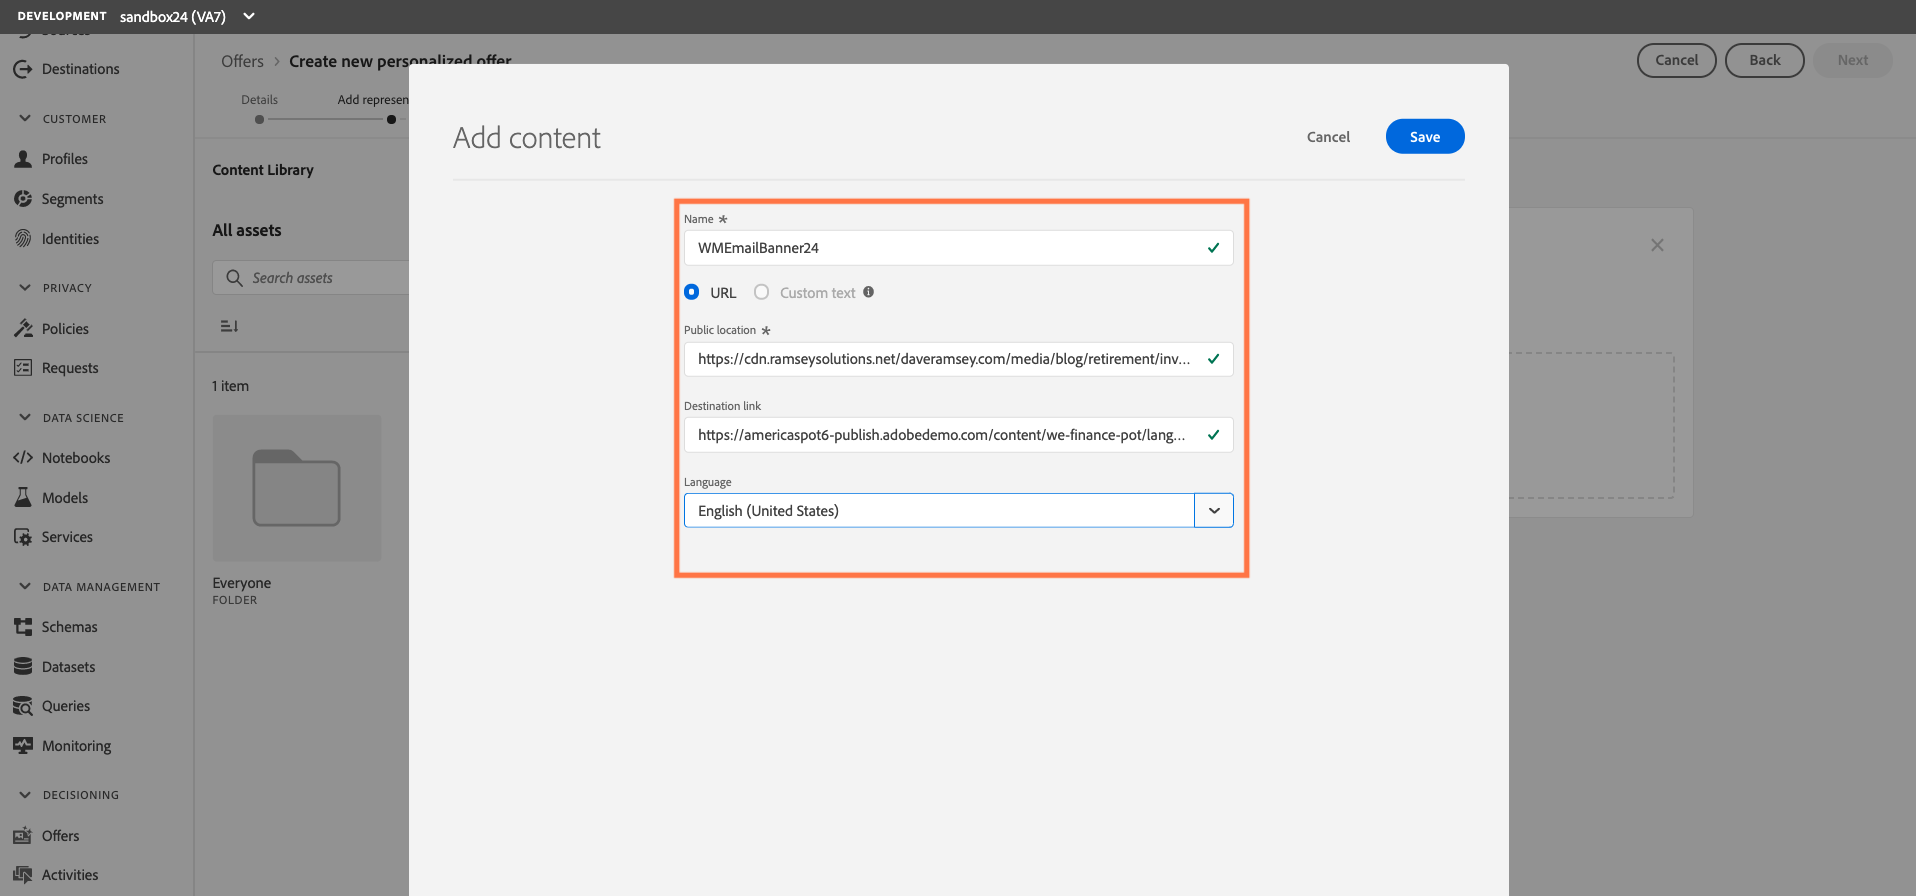 DEVELOPMENT sandbox24 (VA7)
Destinations
CUSTOMER
Profiles
Segments
Identities
PRIVACY
Policies
Requests
DATA SCIENCE
Notebooks
Models
Services
DATA MANAGEMENT
Schemas
Datasets
Queries
Monitoring
DECISIONING
Offers
Activities
Offers > Create new personalized offer
Cancel Back Next
Details Add represen
Content Library
All assets
Search assets
1 item
Everyone
FOLDER
Add content
Cancel Save
Name *
WMEmailBanner24
URL Custom text
Public location *
https://cdn.ramseysolutions.net/daveramsey.com/media/blog/retirement/inv...
Destination link
https://americaspot6-publish.adobedemo.com/content/we-finance-pot/lang...
Language
English (United States)